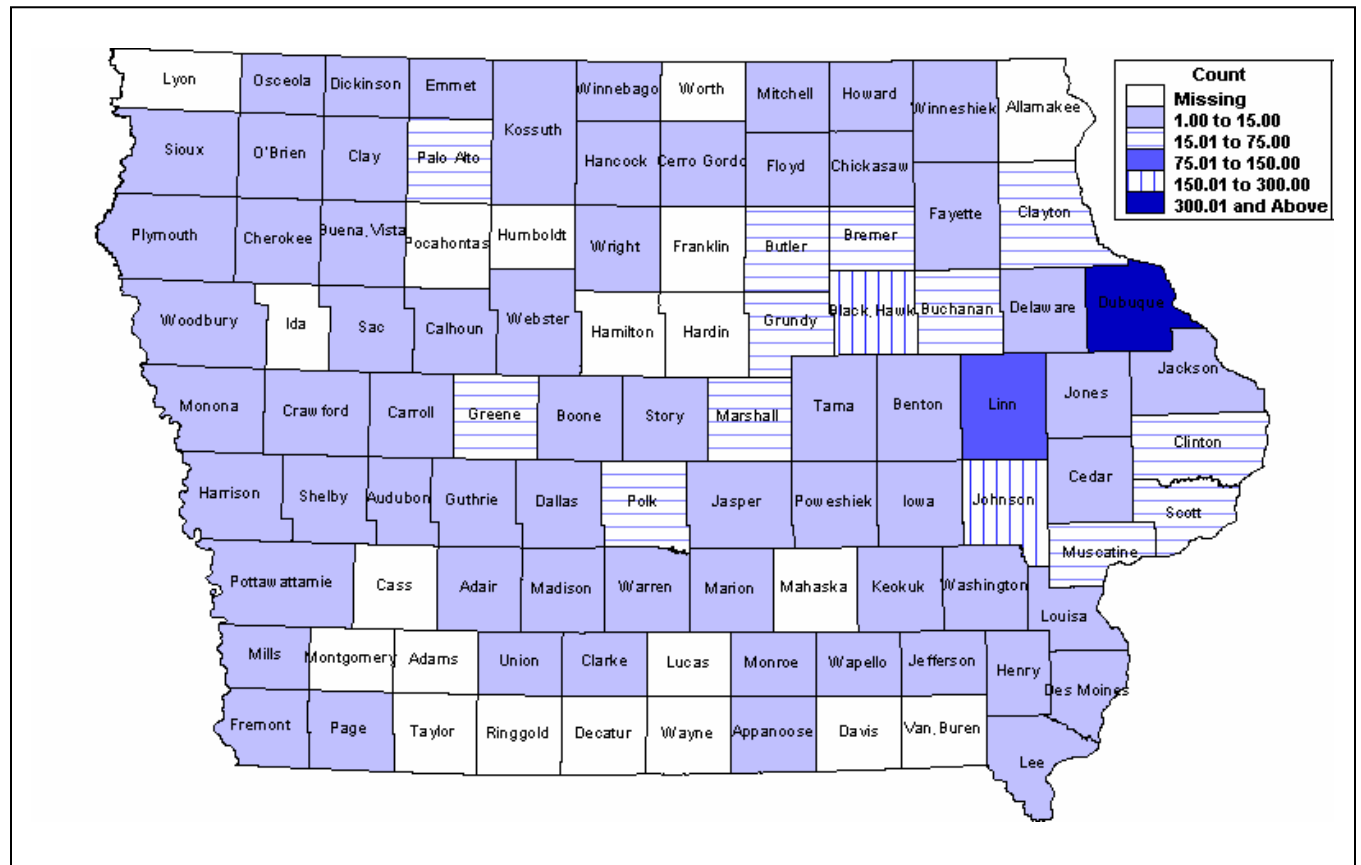 Count
Missing
1.00 to 15.00
15.01 to 75.00
75.01 to 150.00
150.01 to 300.00
300.01 and Above
Lyon
Osceola
Dickinson
Emmet
Kossuth
Winnebago
Worth
Mitchell
Howard
Winneshiek
Allamakee
Sioux
O'Brien
Clay
Palo Alto
Hancock
Cerro Gordo
Floyd
Chickasaw
Fayette
Clayton
Plymouth
Cherokee
Buena, Vista
Pocahontas
Humboldt
Wright
Franklin
Butler
Bremer
Woodbury
Ida
Sac
Calhoun
Webster
Hamilton
Hardin
Grundy
Black, Hawk
Buchanan
Delaware
Dubuque
Monona
Crawford
Carroll
Greene
Boone
Story
Marshall
Tama
Benton
Linn
Jones
Jackson
Clinton
Harrison
Shelby
Audubon
Guthrie
Dallas
Polk
Jasper
Poweshiek
Iowa
Johnson
Cedar
Scott
Muscatine
Pottawattamie
Cass
Adair
Madison
Warren
Marion
Mahaska
Keokuk
Washington
Louisa
Mills
Montgomery
Adams
Union
Clarke
Lucas
Monroe
Wapello
Jefferson
Henry
Des Moines
Fremont
Page
Taylor
Ringgold
Decatur
Wayne
Appanoose
Davis
Van, Buren
Lee